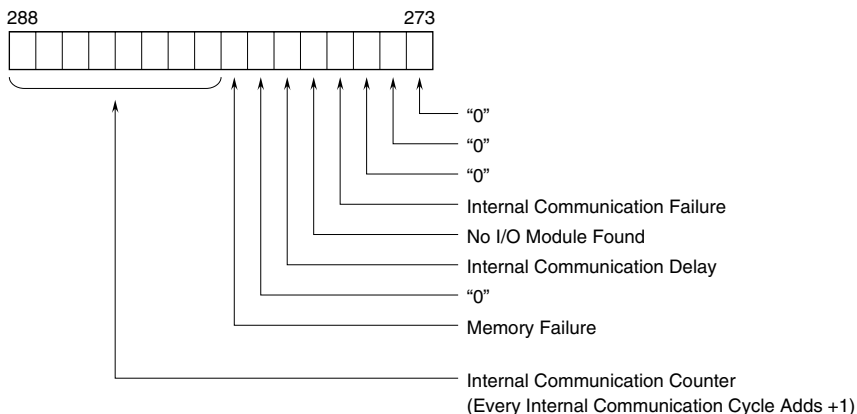 288 273
“0”
“0”
“0”
Internal Communication Failure
No I/O Module Found
Internal Communication Delay
“0”
Memory Failure
Internal Communication Counter
(Every Internal Communication Cycle Adds +1)